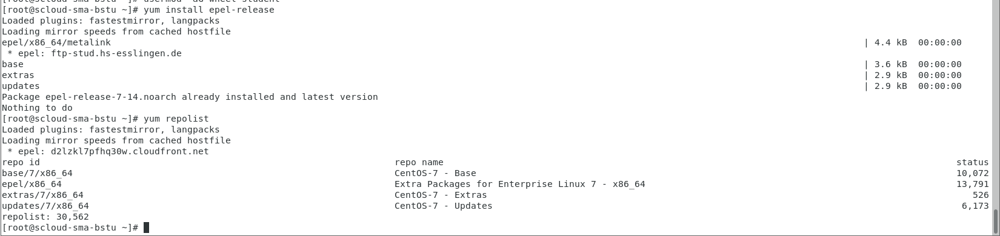 [root@scloud-sma-bstu ~]# yum install epel-release
Loaded plugins: fastestmirror, langpacks
Loading mirror speeds from cached hostfile
epel/x86_64/metalink | 4.4 kB 00:00:00
* epel: ftp-stud.hs-esslingen.de
base | 3.6 kB 00:00:00
extras | 2.9 kB 00:00:00
updates | 2.9 kB 00:00:00
Package epel-release-7-14.noarch already installed and latest version
Nothing to do
[root@scloud-sma-bstu ~]# yum repolist
Loaded plugins: fastestmirror, langpacks
Loading mirror speeds from cached hostfile
* epel: d2lzkl7pfhq30w.cloudfront.net
repo id repo name status
base/7/x86_64 CentOS-7 - Base 10,072
epel/x86_64 Extra Packages for Enterprise Linux 7 - x86_64 13,791
extras/7/x86_64 CentOS-7 - Extras 526
updates/7/x86_64 CentOS-7 - Updates 6,173
repolist: 30,562
[root@scloud-sma-bstu ~]#